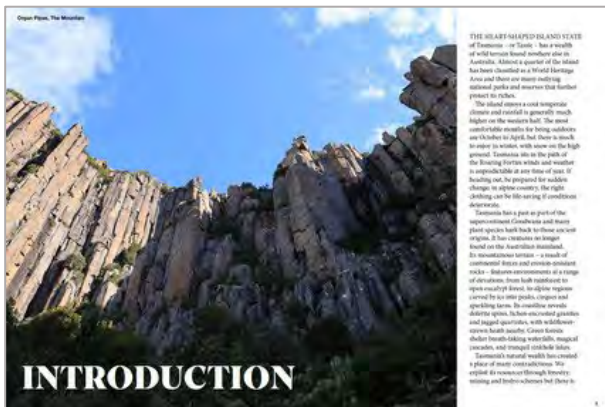 Organ Pipes, The Mountain
INTRODUCTION
THE HEART-SHAPED ISLAND STATE
of Tasmania – or Tassie – has a wealth
of wild terrain found nowhere else in
Australia. Almost a quarter of the island
has been classified as a World Heritage
Area and there are many outlying
national parks and reserves that further
protect its riches.
The island enjoys a cool temperate
climate and rainfall is generally much
higher on the western half. The most
comfortable months for being outdoors
are October to April, but there is much
to enjoy in winter, with snow on the high
ground. Tasmania sits in the path of
the Roaring Forties winds and weather
is unpredictable at any time of year. If
heading out, be prepared for sudden
change; in alpine country, the right
clothing can be life-saving if conditions
deteriorate.
Tasmania has a past as part of the
supercontinent Gondwana and many
plant species hark back to those ancient
origins. It has creatures no longer
found on the Australian mainland.
Its mountainous terrain – a result of
continental forces and erosion-resistant
rocks – features environments at a range
of elevations, from lush rainforest to
open eucalypt forest, to alpine regions
carved by ice into peaks, cirques and
sparkling tarns. Its coastline reveals
dolerite spires, lichen-encrusted granites
and jagged quartzites, with wildflower-
strewn heath nearby. Green forests
shelter breath-taking waterfalls, magical
cascades, and tranquil sinkhole lakes.
Tasmania's natural wealth has created
a place of many contradictions. We
exploit its resources through forestry,
mining and hydro schemes but there is